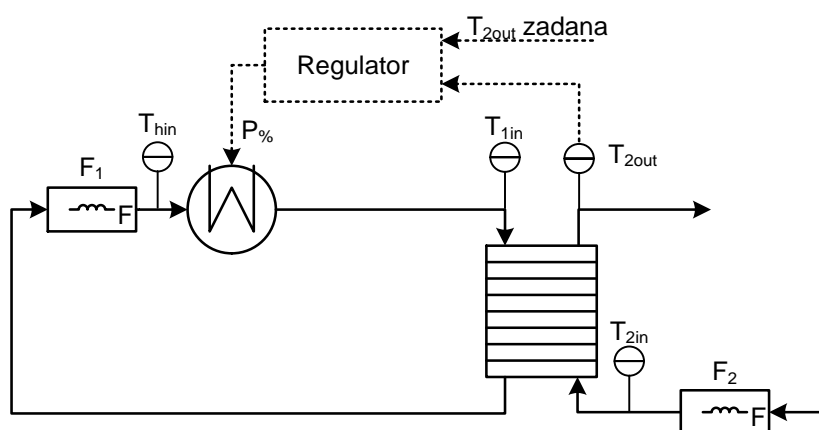 T2out zadana
Regulator
Thin
P%
T1in
T2out
F1
F
T2in
F2
F